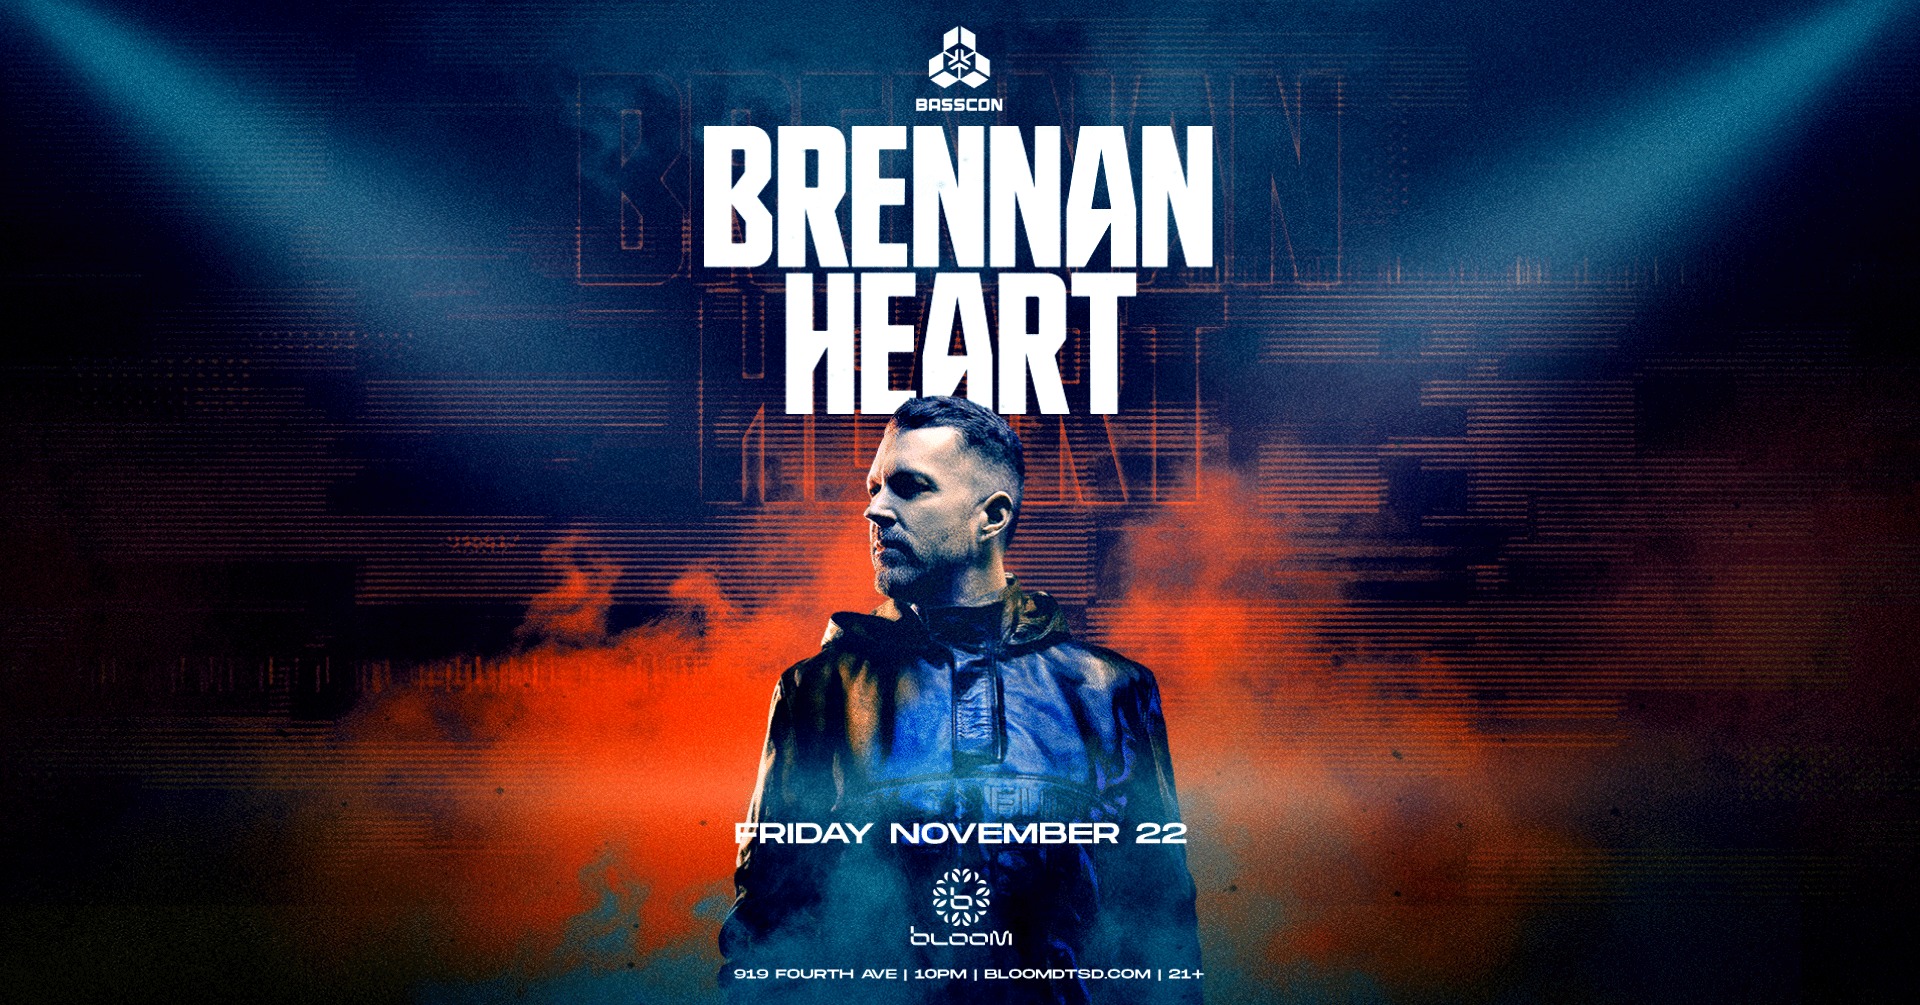 BASSCON
BRENNAN
HEART
FRIDAY NOVEMBER 22
b
bLOOM
919 FOURTH AVE | 10PM | BLOOMDTSD.COM | 21+